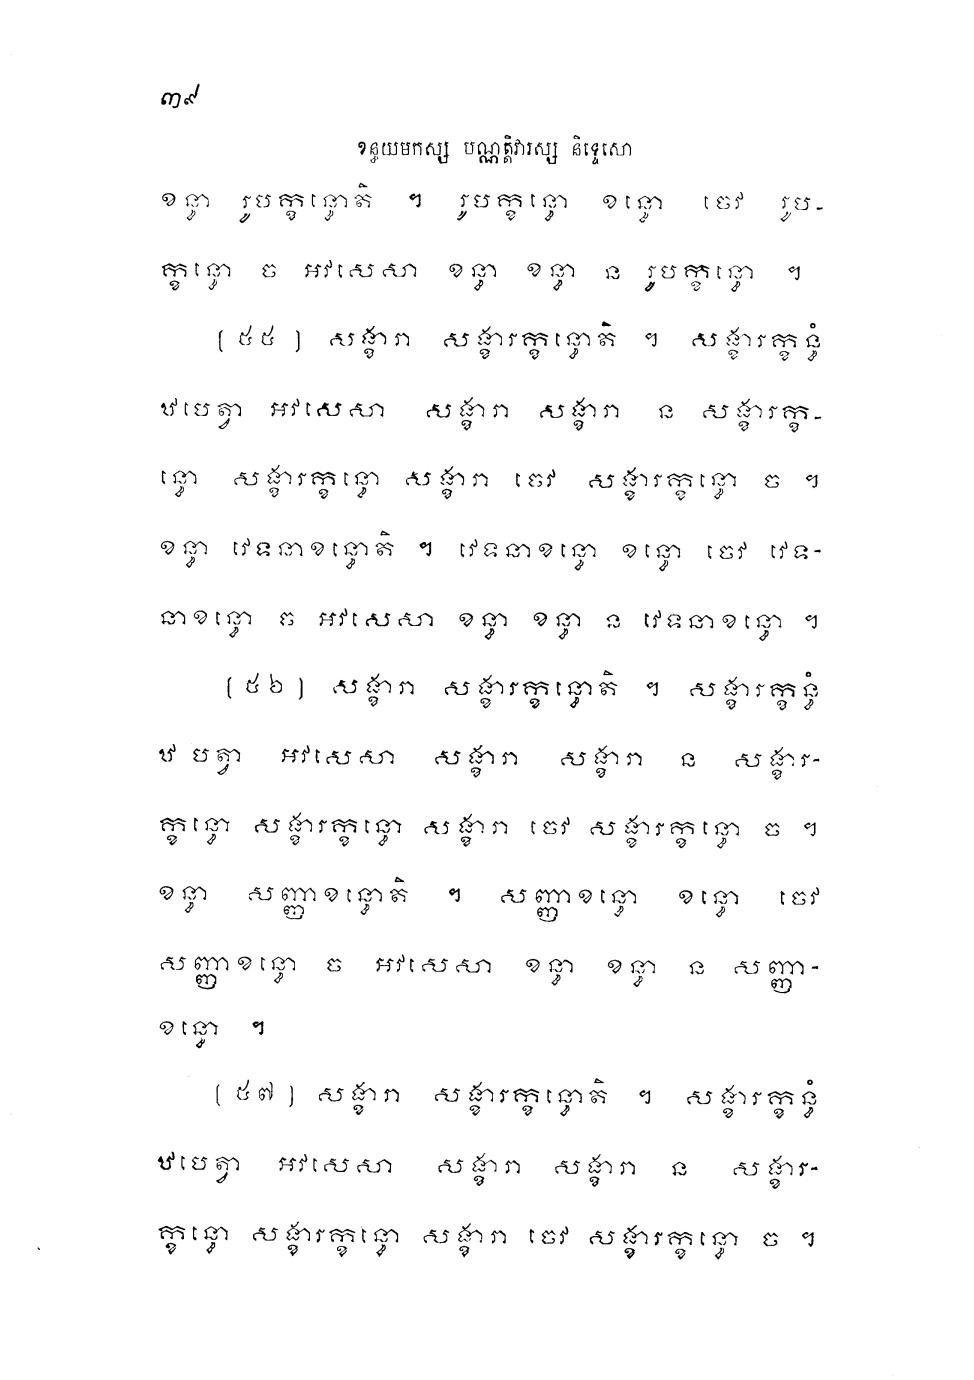 ៣៩
ខន្ធយមកស្ស បណ្ណត្តិវារស្ស និទ្ទេសោ
ខន្ធា រូបក្ខន្ធោតិ ។ រូបក្ខន្ធោ ខន្ធោ ចេវ រូប-
ក្ខន្ធោ ច អវសេសា ខន្ធា ខន្ធា ន រូបក្ខន្ធោ ។
(៥៥) សង្ខារា សង្ខារក្ខន្ធោតិ ។ សង្ខារក្ខន្ធំ
ឋបេត្វា អវសេសា សង្ខារា សង្ខារា ន សង្ខារក្ខ-
ន្ធោ សង្ខារក្ខន្ធោ សង្ខារា ចេវ សង្ខារក្ខន្ធោ ច ។
ខន្ធា វេទនាខន្ធោតិ ។ វេទនាខន្ធោ ខន្ធោ ចេវ វេទ-
នាខន្ធោ ច អវសេសា ខន្ធា ខន្ធា ន វេទនាខន្ធោ ។
(៥៦) សង្ខារា សង្ខារក្ខន្ធោតិ ។ សង្ខារក្ខន្ធំ
ឋបត្វា អវសេសា សង្ខារា សង្ខារា ន សង្ខារ-
ក្ខន្ធោ សង្ខារក្ខន្ធោ សង្ខារា ចេវ សង្ខារក្ខន្ធោ ច ។
ខន្ធា សញ្ញាខន្ធោតិ ។ សញ្ញាខន្ធោ ខន្ធោ ចេវ
សញ្ញាខន្ធោ ច អវសេសា ខន្ធា ខន្ធា ន សញ្ញា-
ខន្ធោ ។
(៥៧) សង្ខារា សង្ខារក្ខន្ធោតិ ។ សង្ខារក្ខន្ធំ
ឋបេត្វា អវសេសា សង្ខារា សង្ខារា ន សង្ខារ-
ក្ខន្ធោ សង្ខារក្ខន្ធោ សង្ខារា ចេវ សង្ខារក្ខន្ធោ ច ។